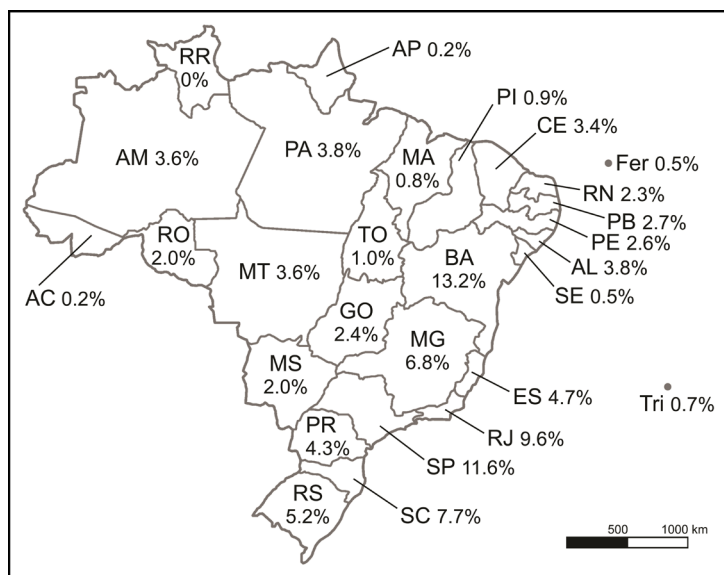 RR
0%
AP 0.2%
PI 0.9%
CE 3.4%
AM 3.6%
PA 3.8%
MA
0.8%
Fer 0.5%
RN 2.3%
PB 2.7%
PE 2.6%
AL 3.8%
SE 0.5%
RO
2.0%
TO
1.0%
BA
13.2%
AC 0.2%
MT 3.6%
GO
2.4%
MG
6.8%
MS
2.0%
ES 4.7%
Tri 0.7%
RJ 9.6%
PR
4.3%
SP 11.6%
RS
5.2%
SC 7.7%
500 1000 km